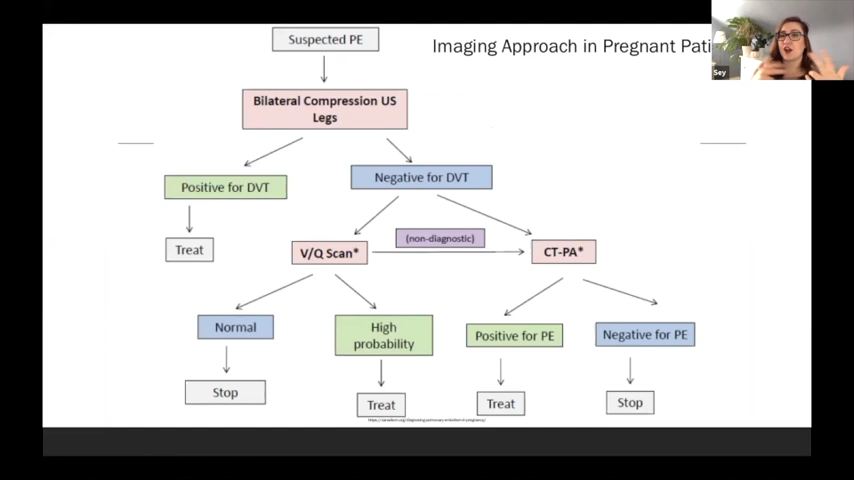 Suspected PE
Imaging Approach in Pregnant Pati
Sey
Bilateral Compression US
Legs
Positive for DVT
Negative for DVT
Treat
V/Q Scan*
(non-diagnostic)
CT-PA*
Normal
High
probability
Positive for PE
Negative for PE
Stop
Treat
Treat
Stop